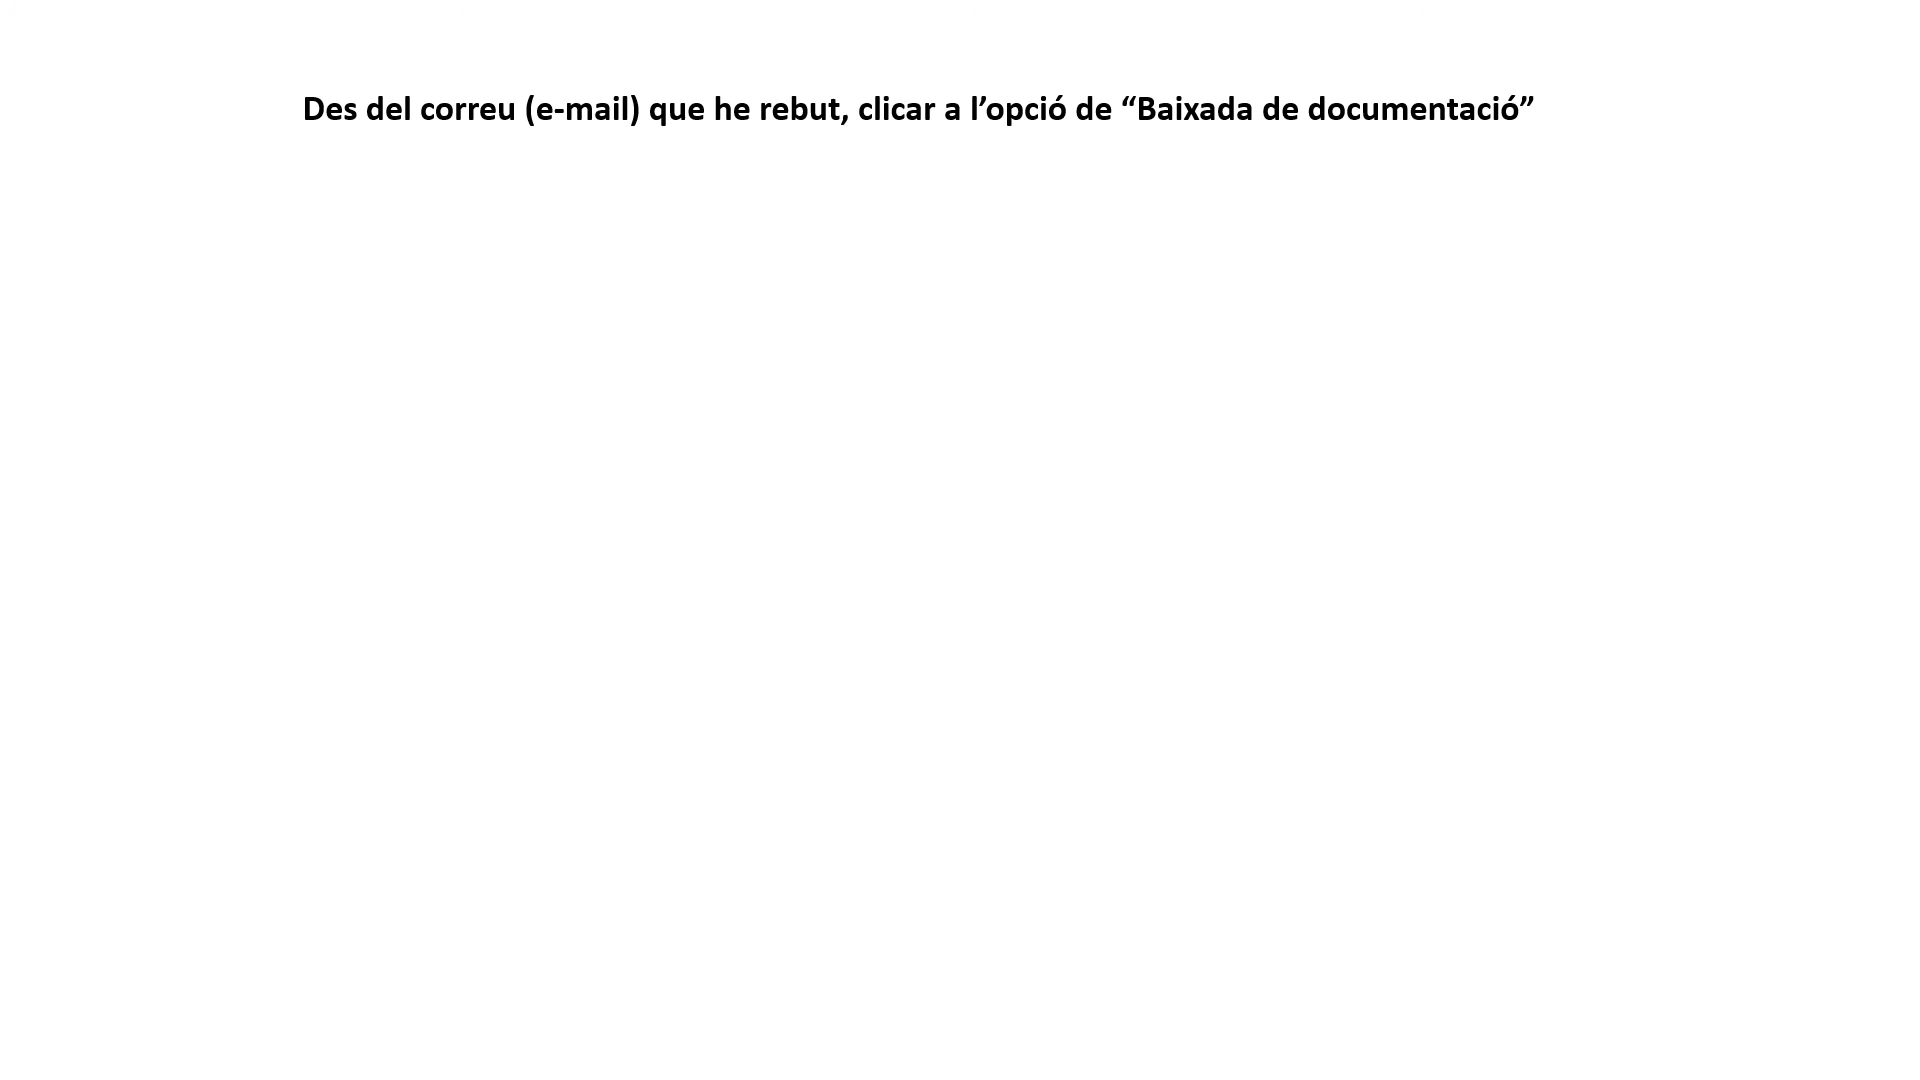 Des del correu (e-mail) que he rebut, clicar a l’opció de “Baixada de documentació”